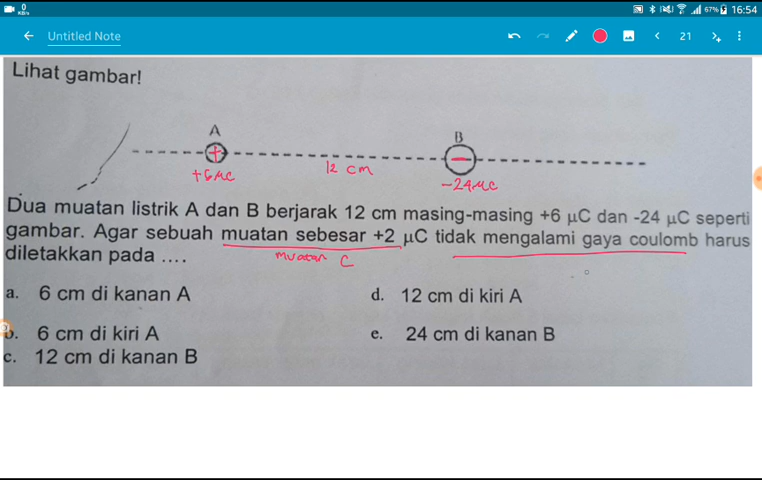 0
KB/s
67% 16:54
Untitled Note
21
Lihat gambar!
A
B
+6μC
12 cm
-24μC
Dua muatan listrik A dan B berjarak 12 cm masing-masing +6 μC dan -24 μC seperti
gambar. Agar sebuah muatan sebesar +2 μC tidak mengalami gaya coulomb harus
diletakkan pada ....
muatan C
a. 6 cm di kanan A
d. 12 cm di kiri A
b. 6 cm di kiri A
e. 24 cm di kanan B
c. 12 cm di kanan B